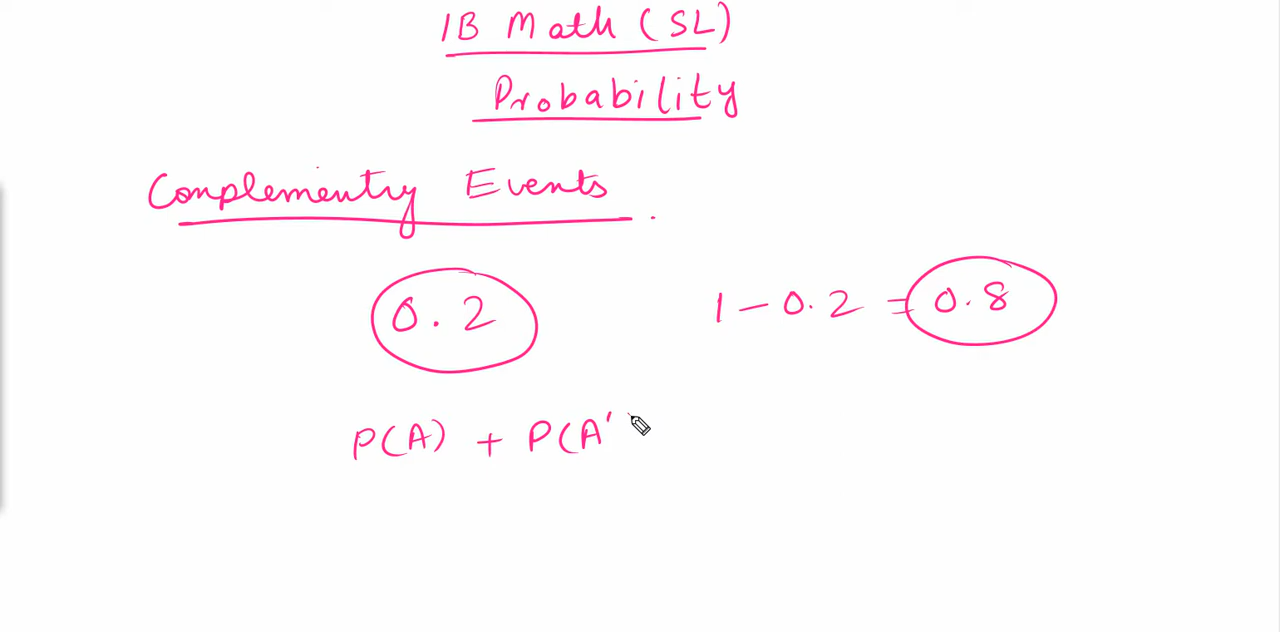 IB Math (SL)
Probability
Complementry Events .
0.2
1 - 0.2 = 0.8
P(A) + P(A'